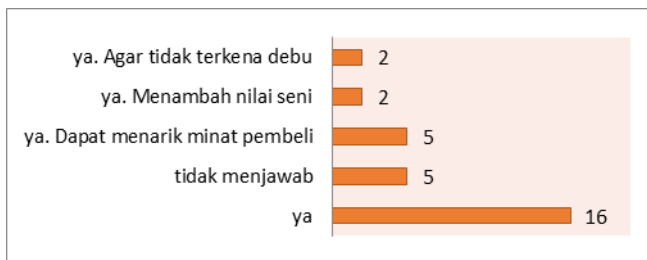 ya. Agar tidak terkena debu 2
ya. Menambah nilai seni 2
ya. Dapat menarik minat pembeli 5
tidak menjawab 5
ya 16